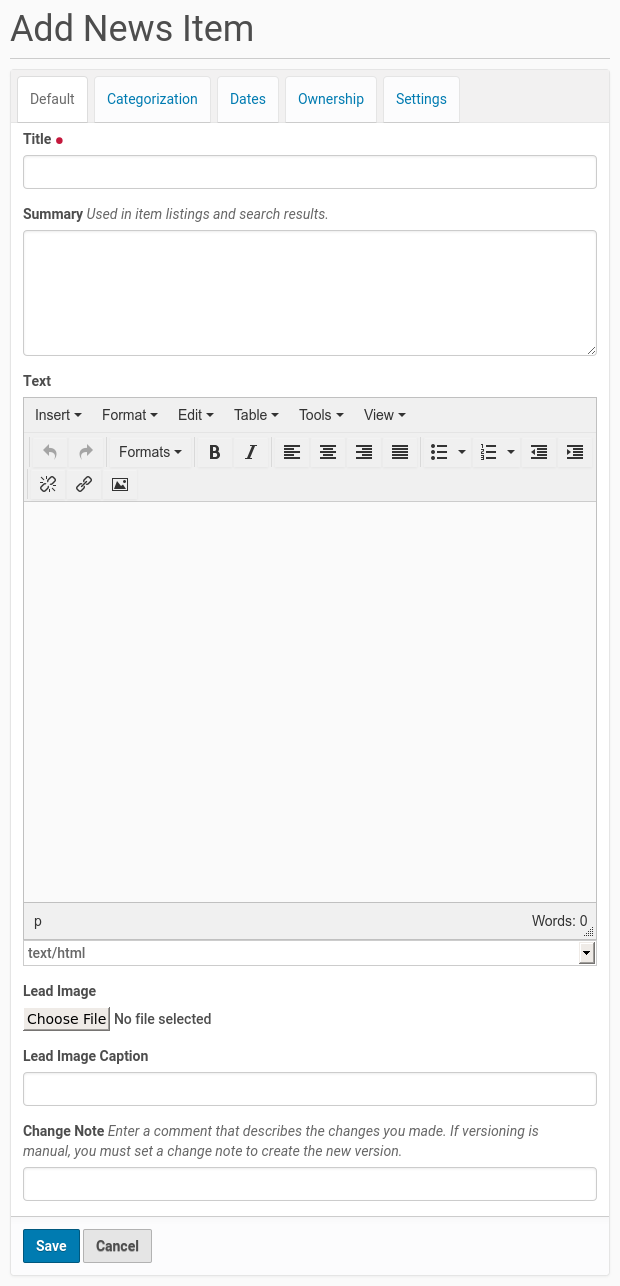 Add News Item
Default Categorization Dates Ownership Settings
Title
Summary Used in item listings and search results.
Text
Insert Format Edit Table Tools View
Formats B I
p Words: 0
text/html
Lead Image
Choose File No file selected
Lead Image Caption
Change Note Enter a comment that describes the changes you made. If versioning is
manual, you must set a change note to create the new version.
Save Cancel